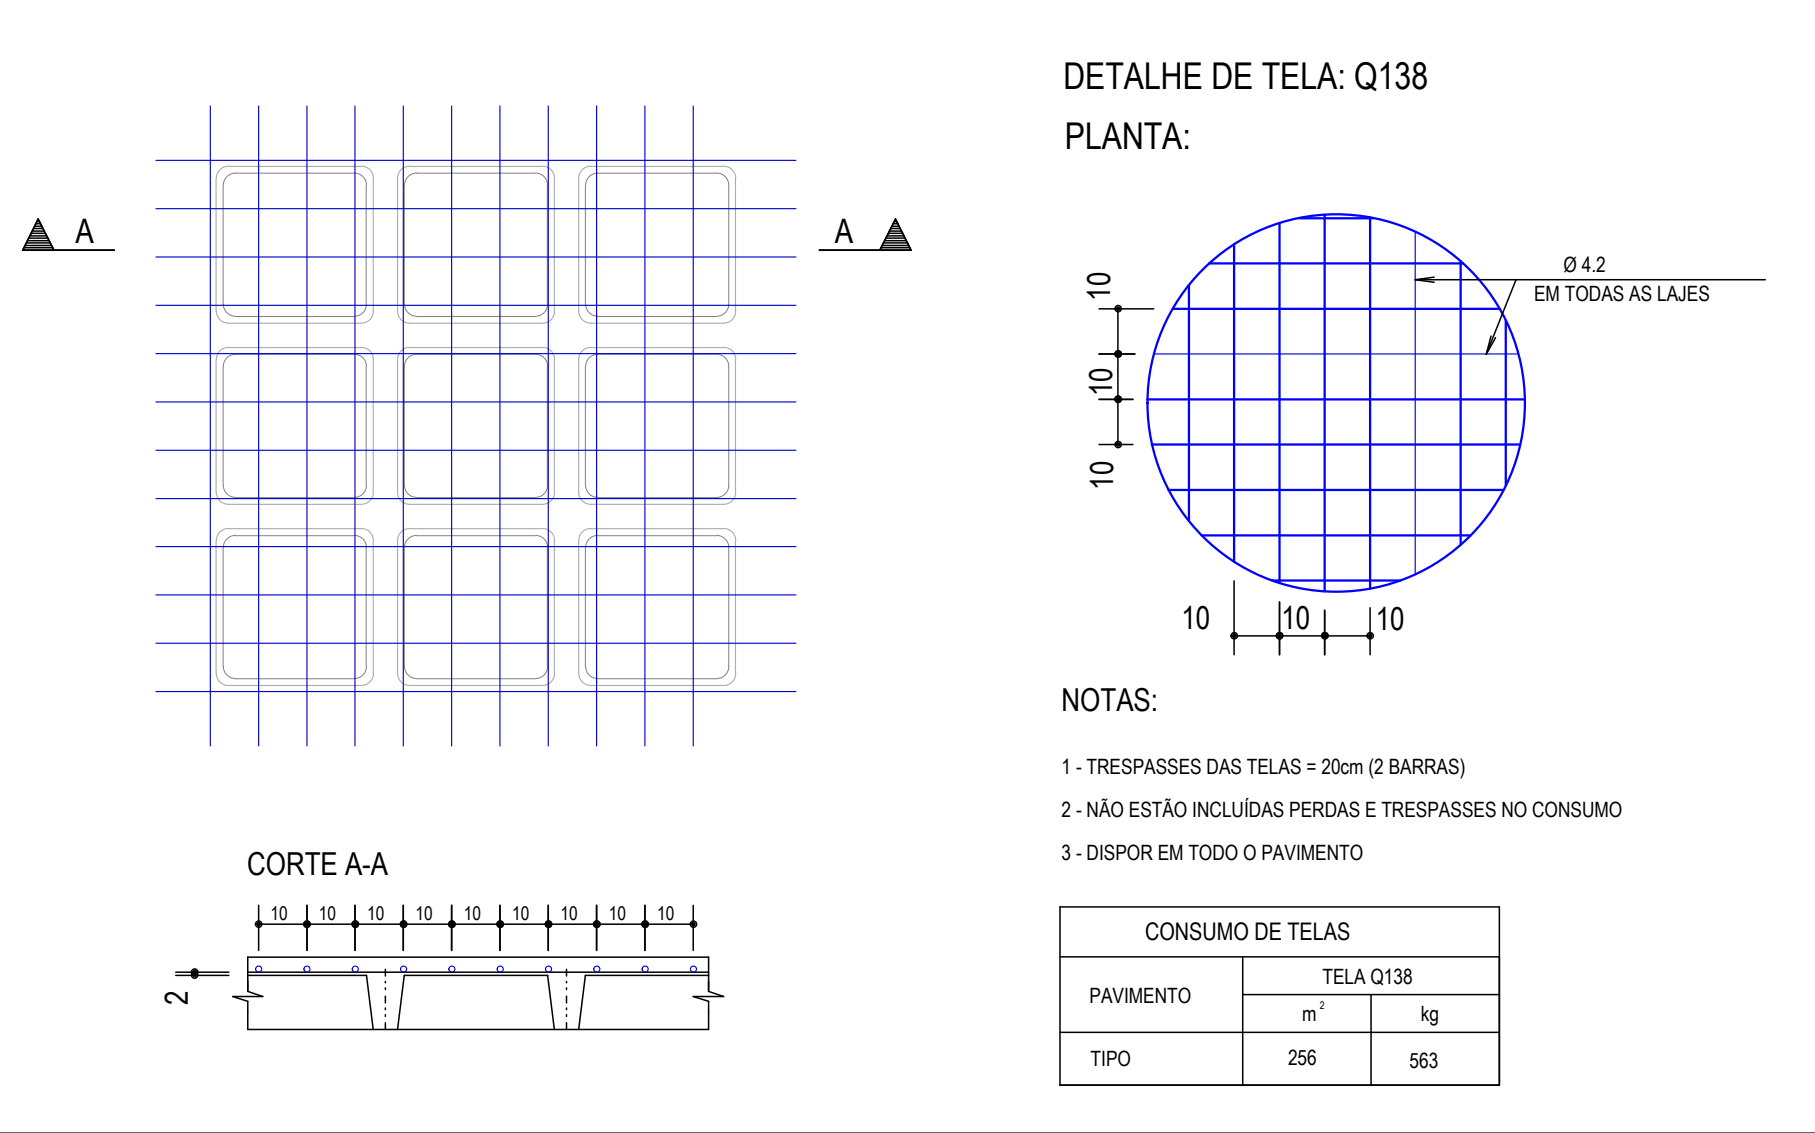 DETALHE DE TELA: Q138
PLANTA:
A
A
Ø 4.2
EM TODAS AS LAJES
10
10
10
10
10
10
NOTAS:
1 - TRESPASSES DAS TELAS = 20cm (2 BARRAS)
2 - NÃO ESTÃO INCLUÍDAS PERDAS E TRESPASSES NO CONSUMO
3 - DISPOR EM TODO O PAVIMENTO
CORTE A-A
10 10 10 10 10 10 10 10 10
2
CONSUMO DE TELAS
PAVIMENTO
TELA Q138
m² kg
TIPO 256 563